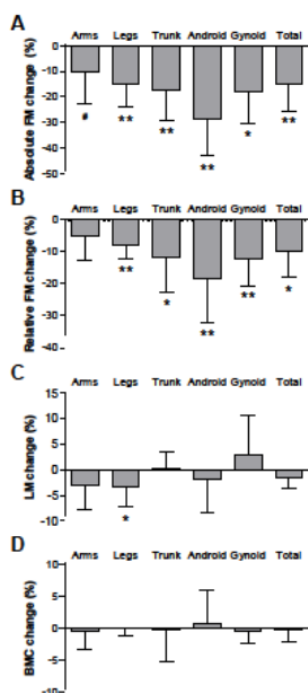 A
Arms Legs Trunk Android Gynoid Total
Absolute FM change (%)
0
-10
-20
-30
-40
-50
# ** ** ** * **
B
Arms Legs Trunk Android Gynoid Total
Relative FM change (%)
0
-10
-20
-30
-40
** * ** ** *
C
Arms Legs Trunk Android Gynoid Total
LM change (%)
15
10
5
0
-5
-10
*
D
Arms Legs Trunk Android Gynoid Total
BMC change (%)
10
5
0
-5
-10